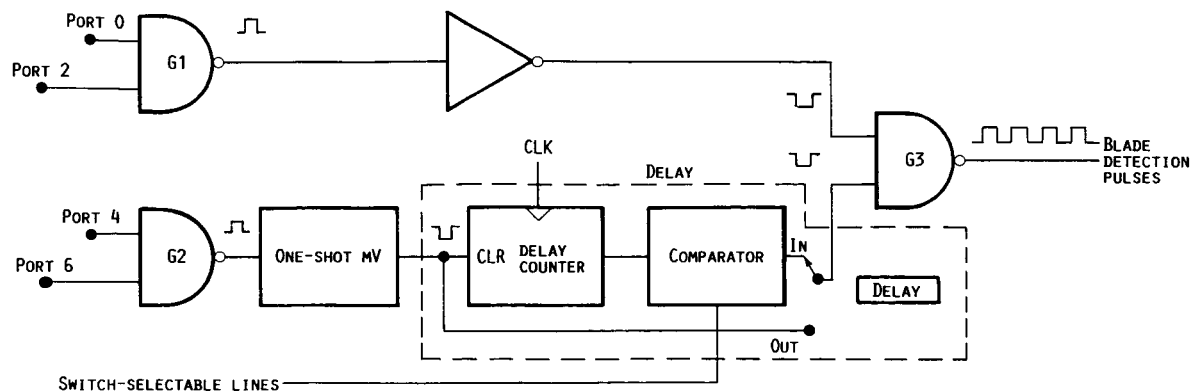 PORT 0
G1
PORT 2
CLK
DELAY
G3
BLADE
DETECTION
PULSES
PORT 4
G2
PORT 6
ONE-SHOT MV
CLR
DELAY
COUNTER
COMPARATOR
IN
DELAY
OUT
SWITCH-SELECTABLE LINES